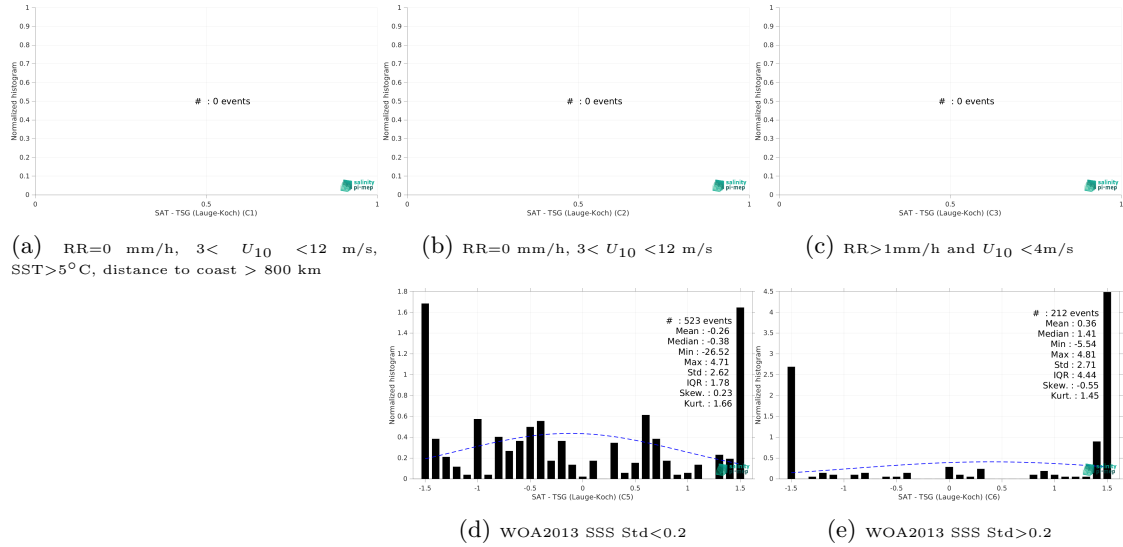 1
0.9
0.8
0.7
0.6
0.5
0.4
0.3
0.2
0.1
0
Normalized histogram
# : 0 events
salinity
pi-mep
0 0.5 1
SAT - TSG (Lauge-Koch) (C1)
(a) RR=0 mm/h, 3< U10 <12 m/s,
SST>5°C, distance to coast > 800 km
1
0.9
0.8
0.7
0.6
0.5
0.4
0.3
0.2
0.1
0
Normalized histogram
# : 0 events
salinity
pi-mep
0 0.5 1
SAT - TSG (Lauge-Koch) (C2)
(b) RR=0 mm/h, 3< U10 <12 m/s
1
0.9
0.8
0.7
0.6
0.5
0.4
0.3
0.2
0.1
0
Normalized histogram
# : 0 events
salinity
pi-mep
0 0.5 1
SAT - TSG (Lauge-Koch) (C3)
(c) RR>1mm/h and U10 <4m/s
1.8
1.6
1.4
1.2
1
0.8
0.6
0.4
0.2
0
Normalized histogram
# : 523 events
Mean : -0.26
Median : -0.38
Min : -26.52
Max : 4.71
Std : 2.62
IQR : 1.78
Skew. : 0.23
Kurt. : 1.66
salinity
pi-mep
-1.5 -1 -0.5 0 0.5 1 1.5
SAT - TSG (Lauge-Koch) (C5)
(d) WOA2013 SSS Std<0.2
4.5
4
3.5
3
2.5
2
1.5
1
0.5
0
Normalized histogram
# : 212 events
Mean : 0.36
Median : 1.41
Min : -5.54
Max : 4.81
Std : 2.71
IQR : 4.44
Skew. : -0.55
Kurt. : 1.45
salinity
pi-mep
-1.5 -1 -0.5 0 0.5 1 1.5
SAT - TSG (Lauge-Koch) (C6)
(e) WOA2013 SSS Std>0.2